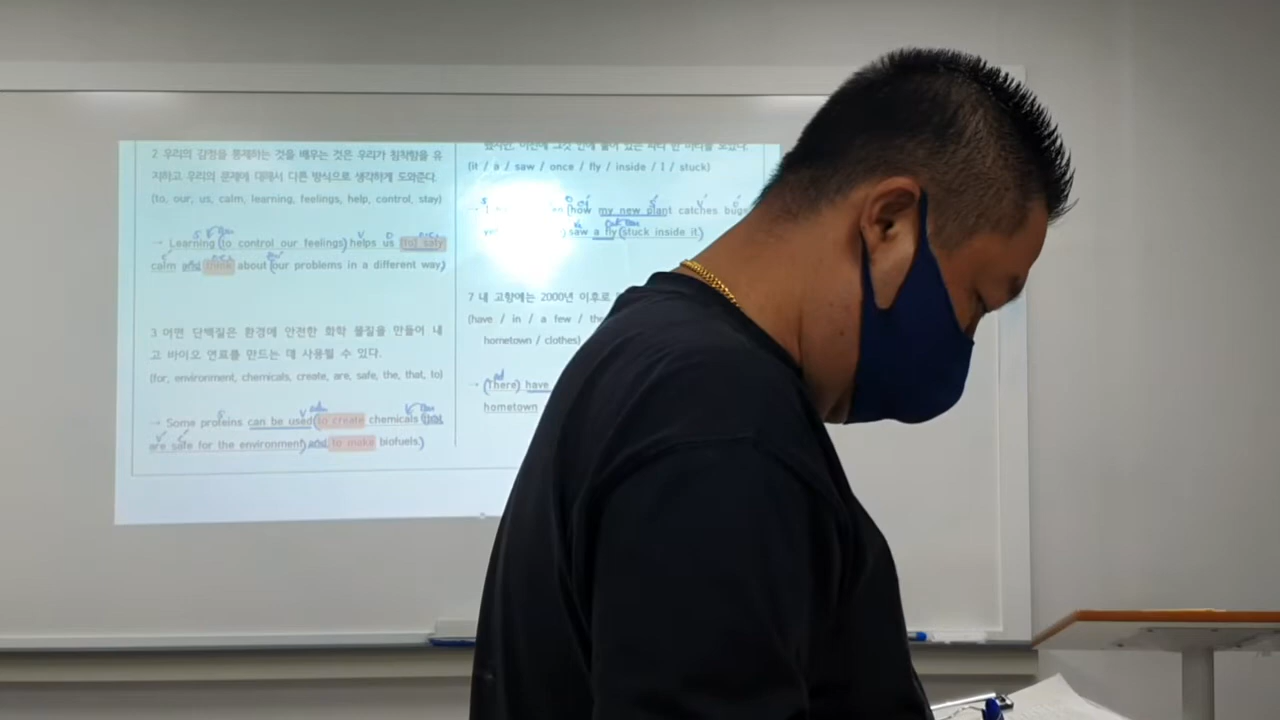 2 우리의 감정을 통제하는 것을 배우는 것은 우리가 침착함을 유
지하고 우리의 문제에 대해서 다른 방식으로 생각하게 도와준다.
(to, our, us, calm, learning, feelings, help, control, stay)
→ Learning (to control our feelings) helps us (to) saty
calm and think about (our problems in a different way)
3 어떤 단백질은 환경에 안전한 화학 물질을 만들어 내
고 바이오 연료를 만드는 데 사용될 수 있다.
(for, environment, chemicals, create, are, safe, the, that, to)
→ Some proteins can be used (to create chemicals (that
are safe for the environment) and to make biofuels.)
(it / a / saw / once / fly / inside / I / stuck)
how my new plant catches bugs
saw a fly (stuck inside it)
7 내 고향에는 2000년 이후로
(have / in / a few / the
hometown / clothes)
→ (There) have
hometown